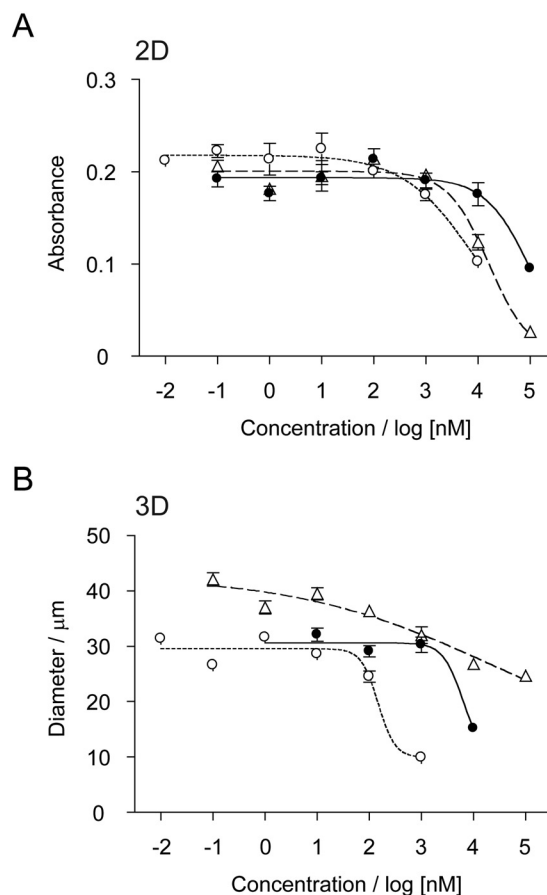 A
2D
0.3
0.2
0.1
0
Absorbance
-2 -1 0 1 2 3 4 5
Concentration / log [nM]
B
3D
50
40
30
20
10
0
Diameter / μm
-2 -1 0 1 2 3 4 5
Concentration / log [nM]